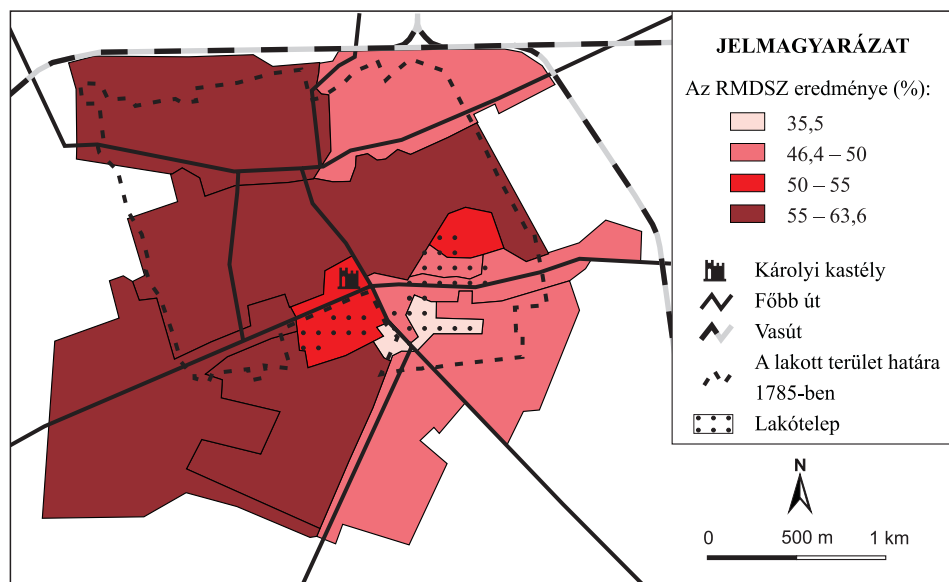 JELMAGYARÁZAT
Az RMDSZ eredménye (%):
35,5
46,4 – 50
50 – 55
55 – 63,6
Károlyi kastély
Főbb út
Vasút
A lakott terület határa
1785-ben
Lakótelep
N
0 500 m 1 km